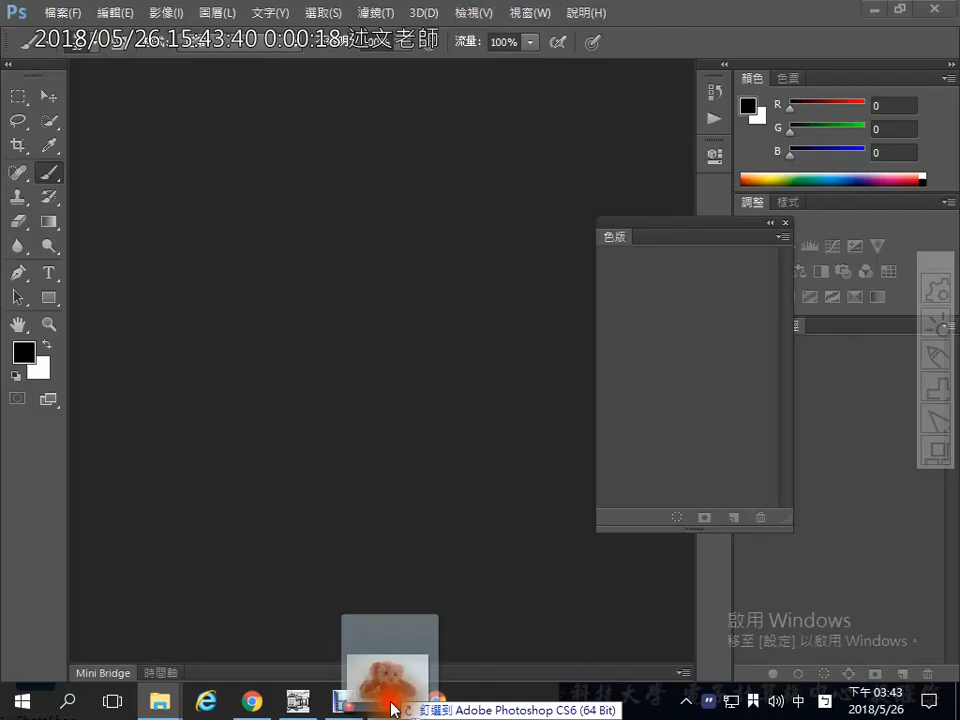 Ps 檔案(F) 編輯(E) 影像(I) 圖層(L) 文字(Y) 選取(S) 濾鏡(T) 3D(D) 檢視(V) 視窗(W) 說明(H)
2018/05/26 15:43:40 0:00:18 述文老師
流量: 100%
顏色 色票
R 0
G 0
B 0
調整 樣式
色版
啟用 Windows
移至 [設定] 以啟用 Windows。
Mini Bridge 時間軸
科技大學
釘選到 Adobe Photoshop CS6 (64 Bit)
中
下午 03:43
2018/5/26